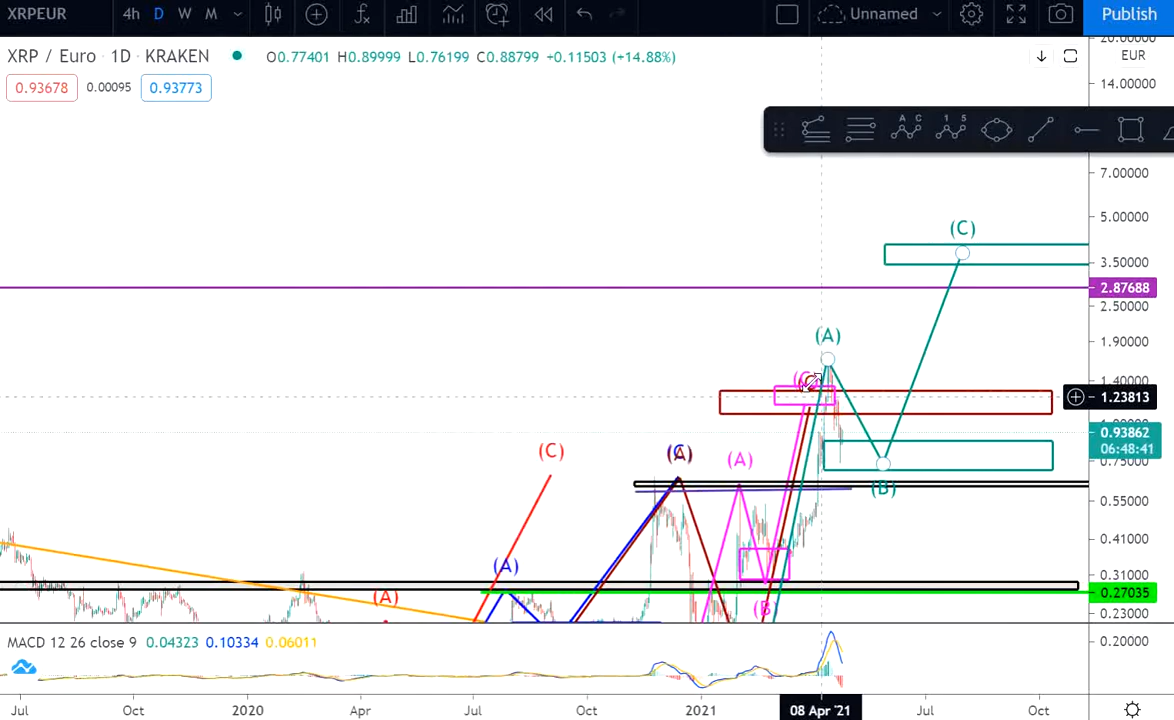 XRPEUR 4h D W M Unnamed Publish
XRP / Euro · 1D · KRAKEN O0.77401 H0.89999 L0.76199 C0.88799 +0.11503 (+14.88%)
0.93678 0.00095 0.93773
20.00000
EUR
14.00000
A C 1 5
7.00000
5.00000
(C)
3.50000
2.87688
2.50000
(A)
1.90000
1.40000
1.23813
0.93862
06:48:41
0.75000
(C) (A) (A)
(B)
0.55000
0.41000
(A)
0.31000
0.27035
(A)
(B)
0.23000
MACD 12 26 close 9 0.04323 0.10334 0.06011
0.20000
0.00000
Jul Oct 2020 Apr Jul Oct 2021 08 Apr '21 Jul Oct